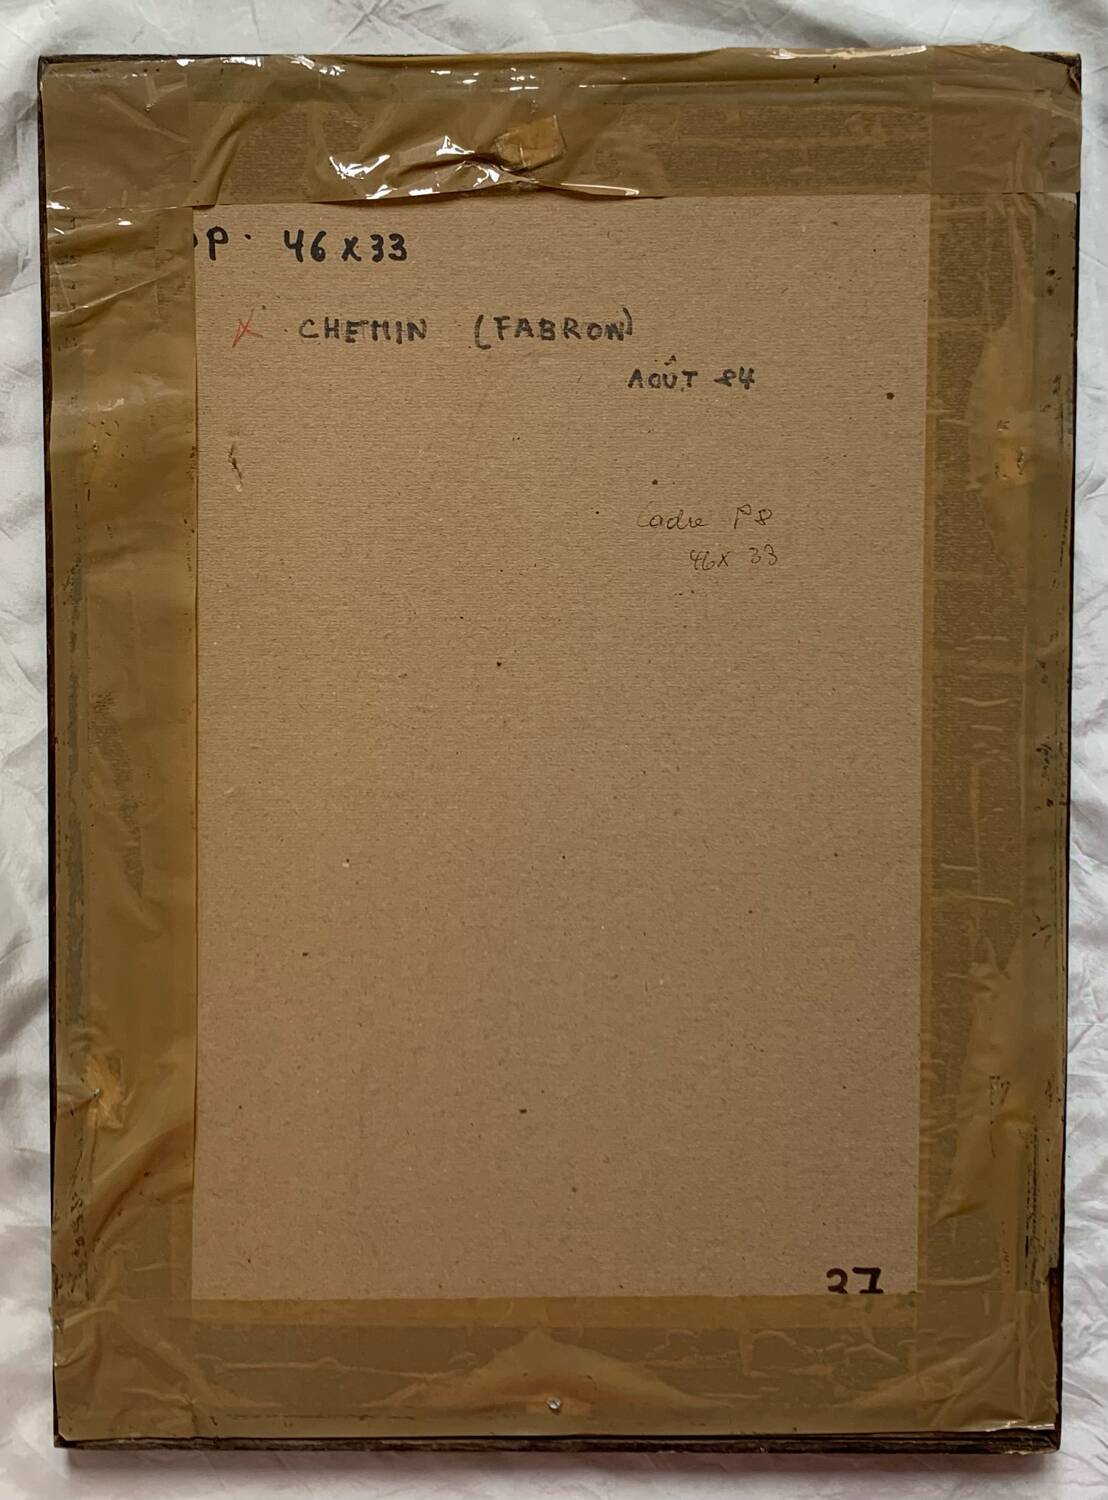 P. 46 X 33
X CHEMIN (FABRON)
AOÛT 84
Cadre P8
46X 33
37